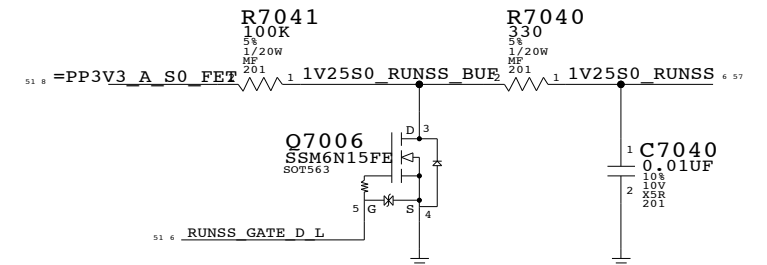 R7041
100K
5%
1/20W
MF
201
R7040
330
5%
1/20W
MF
201
51 8 =PP3V3_A_S0_FET 2 1 1V25S0_RUNSS_BUF 2 1 1V25S0_RUNSS 6 57
Q7006
SSM6N15FE
SOT563
D 3
5 G S 4
51 6 RUNSS_GATE_D_L
1 C7040
0.01UF
10%
10V
X5R
201
2